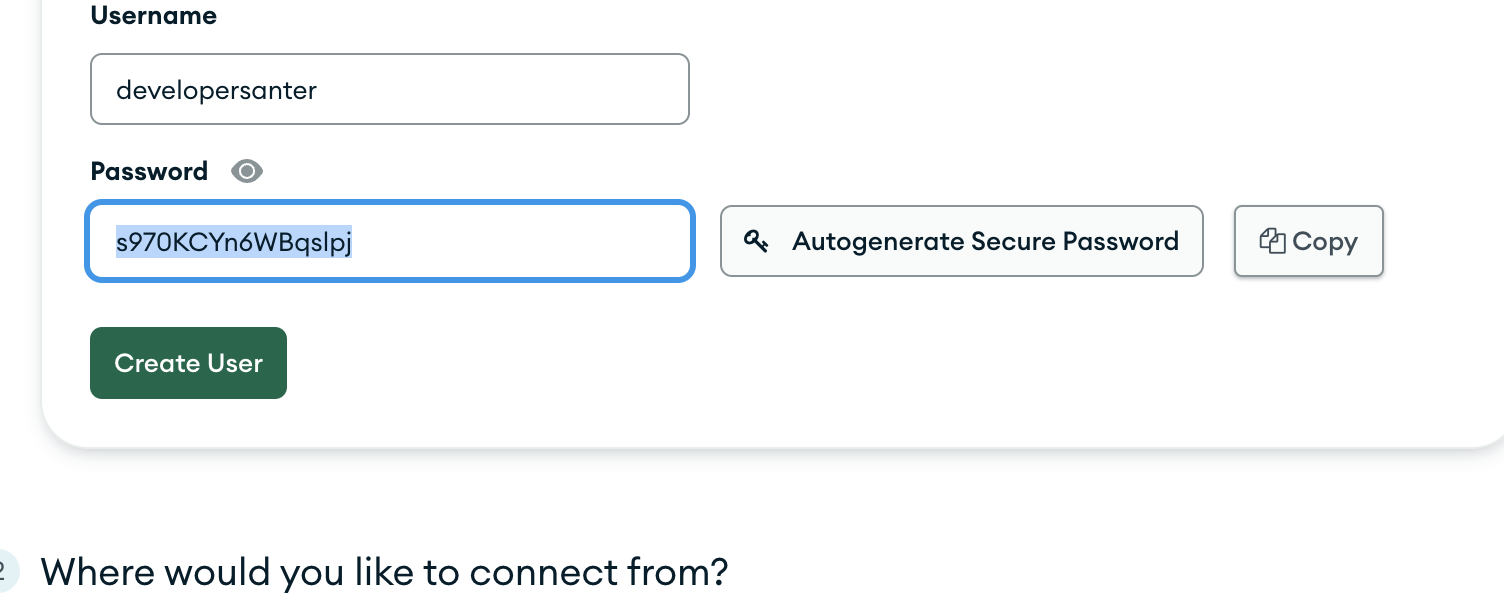 Username
developersanter
Password
s970KCYn6WBqslpj
Autogenerate Secure Password
Copy
Create User
2
Where would you like to connect from?